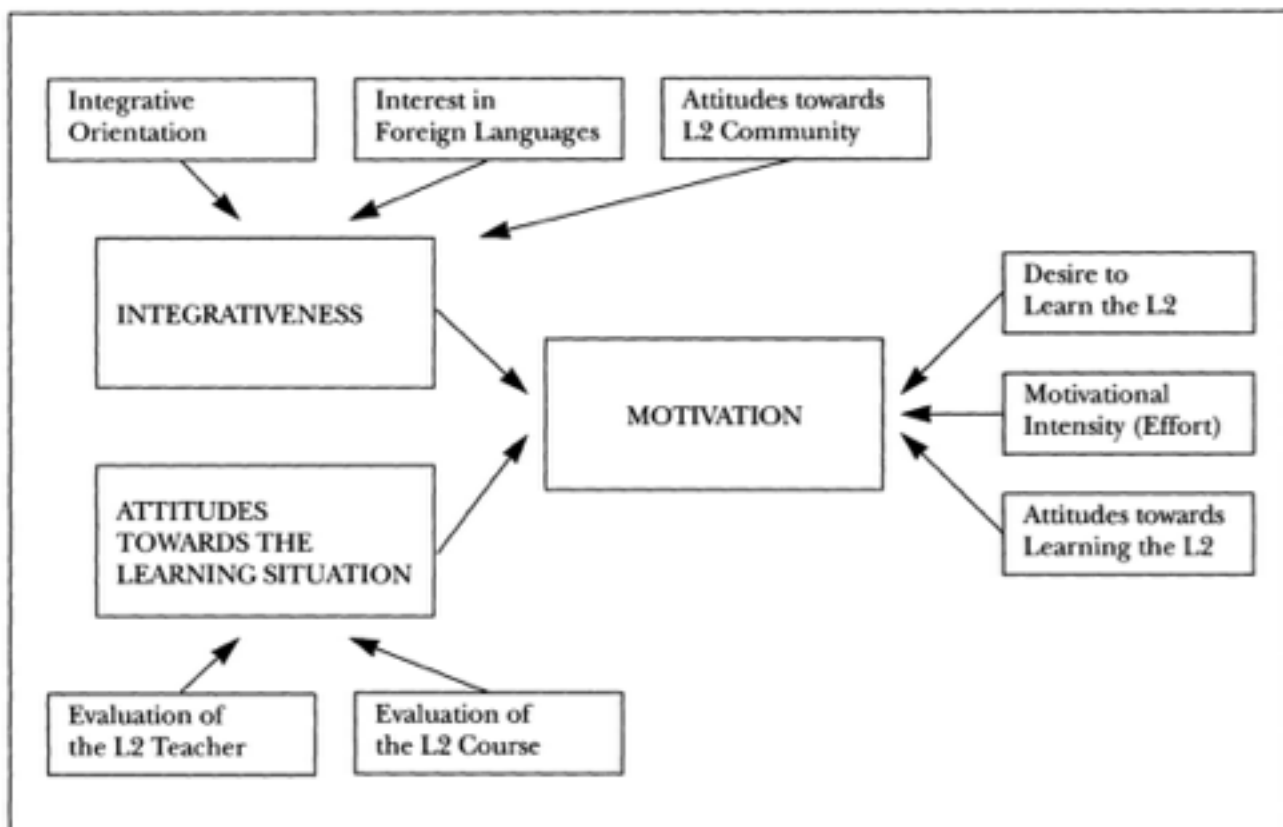 Integrative
Orientation
Interest in
Foreign Languages
Attitudes towards
L2 Community
INTEGRATIVENESS
Desire to
Learn the L2
MOTIVATION
Motivational
Intensity (Effort)
ATTITUDES
TOWARDS THE
LEARNING SITUATION
Attitudes towards
Learning the L2
Evaluation of
the L2 Teacher
Evaluation of
the L2 Course